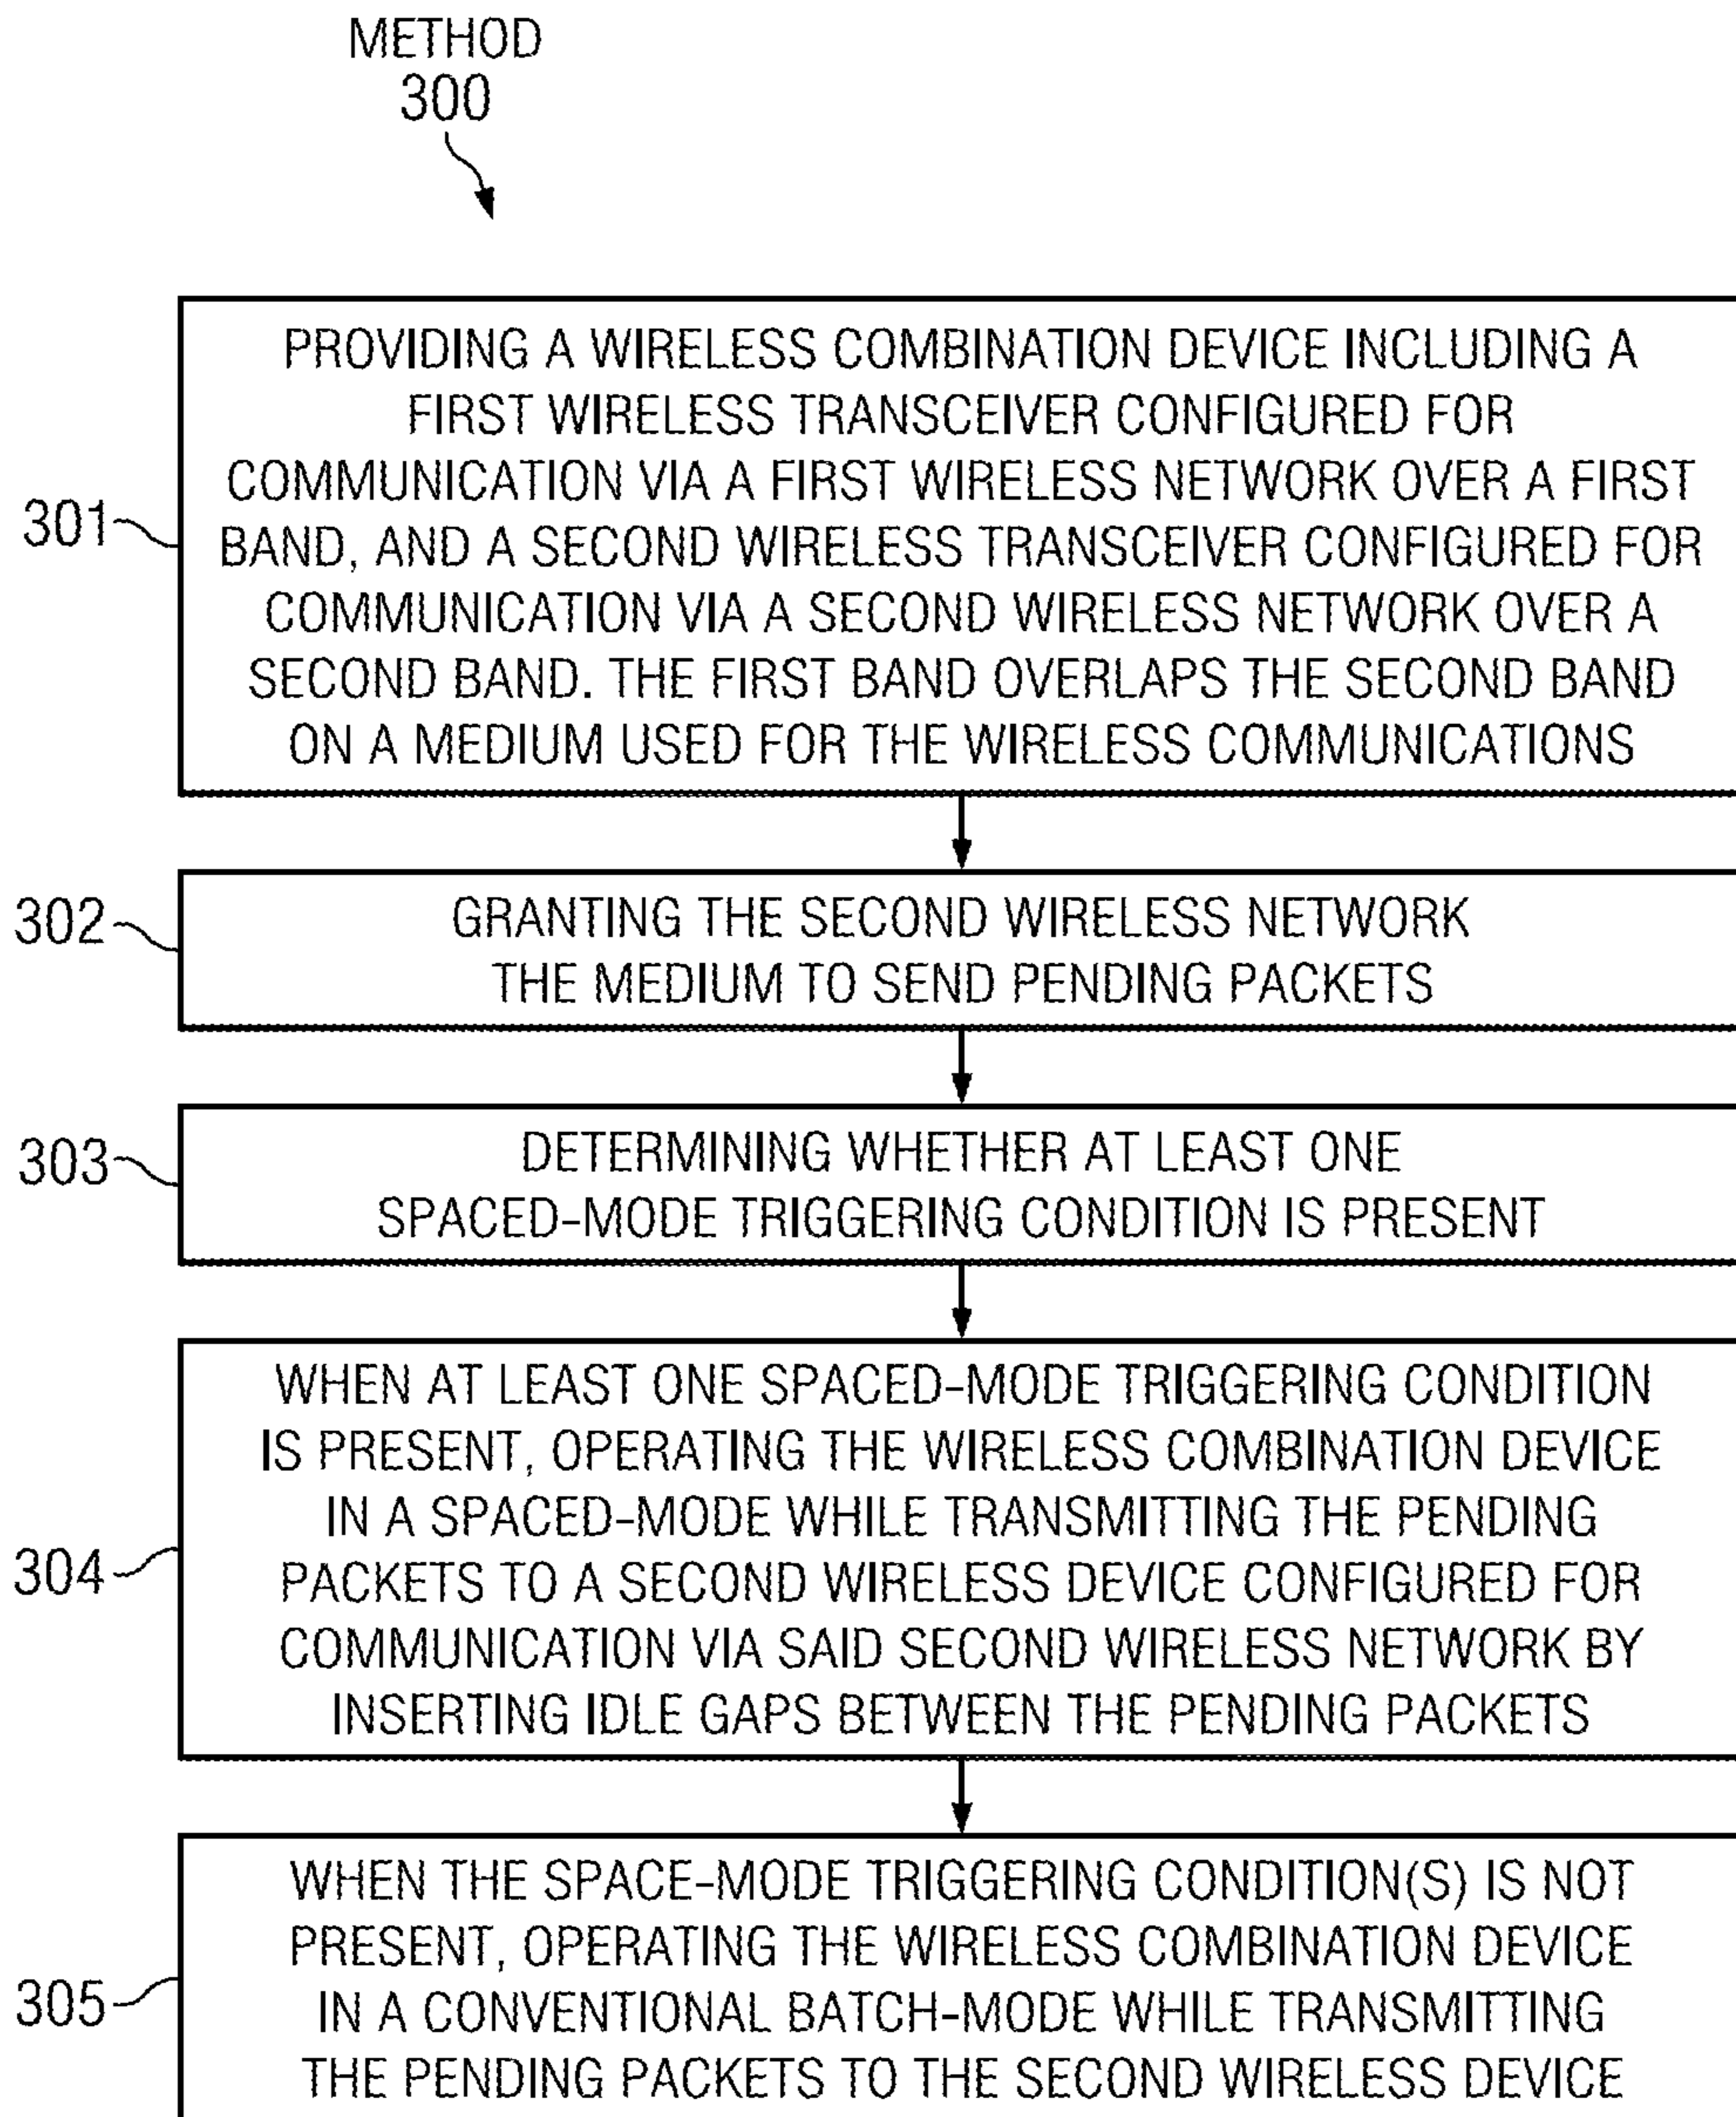 METHOD
300
301
PROVIDING A WIRELESS COMBINATION DEVICE INCLUDING A
FIRST WIRELESS TRANSCEIVER CONFIGURED FOR
COMMUNICATION VIA A FIRST WIRELESS NETWORK OVER A FIRST
BAND, AND A SECOND WIRELESS TRANSCEIVER CONFIGURED FOR
COMMUNICATION VIA A SECOND WIRELESS NETWORK OVER A
SECOND BAND. THE FIRST BAND OVERLAPS THE SECOND BAND
ON A MEDIUM USED FOR THE WIRELESS COMMUNICATIONS
302
GRANTING THE SECOND WIRELESS NETWORK
THE MEDIUM TO SEND PENDING PACKETS
303
DETERMINING WHETHER AT LEAST ONE
SPACED-MODE TRIGGERING CONDITION IS PRESENT
304
WHEN AT LEAST ONE SPACED-MODE TRIGGERING CONDITION
IS PRESENT, OPERATING THE WIRELESS COMBINATION DEVICE
IN A SPACED-MODE WHILE TRANSMITTING THE PENDING
PACKETS TO A SECOND WIRELESS DEVICE CONFIGURED FOR
COMMUNICATION VIA SAID SECOND WIRELESS NETWORK BY
INSERTING IDLE GAPS BETWEEN THE PENDING PACKETS
305
WHEN THE SPACE-MODE TRIGGERING CONDITION(S) IS NOT
PRESENT, OPERATING THE WIRELESS COMBINATION DEVICE
IN A CONVENTIONAL BATCH-MODE WHILE TRANSMITTING
THE PENDING PACKETS TO THE SECOND WIRELESS DEVICE